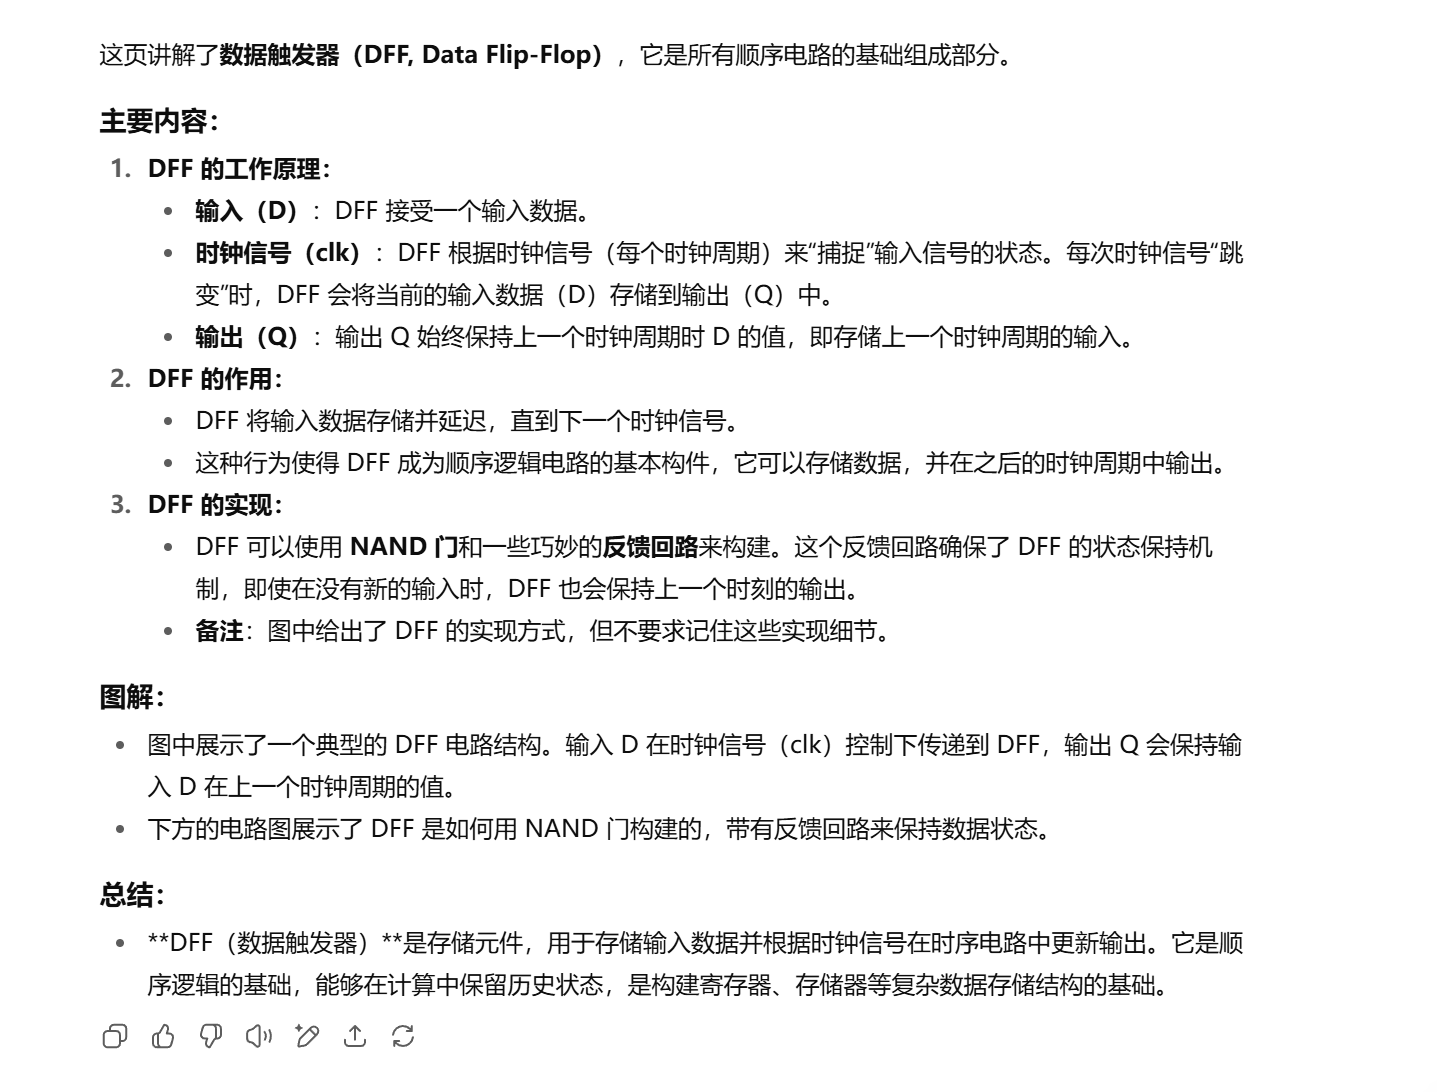 这页讲解了数据触发器（DFF, Data Flip-Flop），它是所有顺序电路的基础组成部分。
主要内容：
1. DFF 的工作原理：
• 输入（D）：DFF 接受一个输入数据。
• 时钟信号（clk）：DFF 根据时钟信号（每个时钟周期）来“捕捉”输入信号的状态。每次时钟信号“跳
变”时，DFF 会将当前的输入数据（D）存储到输出（Q）中。
• 输出（Q）：输出 Q 始终保持上一个时钟周期时 D 的值，即存储上一个时钟周期的输入。
2. DFF 的作用：
• DFF 将输入数据存储并延迟，直到下一个时钟信号。
• 这种行为使得 DFF 成为顺序逻辑电路的基本构件，它可以存储数据，并在之后的时钟周期中输出。
3. DFF 的实现：
• DFF 可以使用 NAND 门和一些巧妙的反馈回路来构建。这个反馈回路确保了 DFF 的状态保持机
制，即使在没有新的输入时，DFF 也会保持上一个时刻的输出。
• 备注：图中给出了 DFF 的实现方式，但不要求记住这些实现细节。
图解：
• 图中展示了一个典型的 DFF 电路结构。输入 D 在时钟信号（clk）控制下传递到 DFF，输出 Q 会保持输
入 D 在上一个时钟周期的值。
• 下方的电路图展示了 DFF 是如何用 NAND 门构建的，带有反馈回路来保持数据状态。
总结：
• **DFF（数据触发器）**是存储元件，用于存储输入数据并根据时钟信号在时序电路中更新输出。它是顺
序逻辑的基础，能够在计算中保留历史状态，是构建寄存器、存储器等复杂数据存储结构的基础。